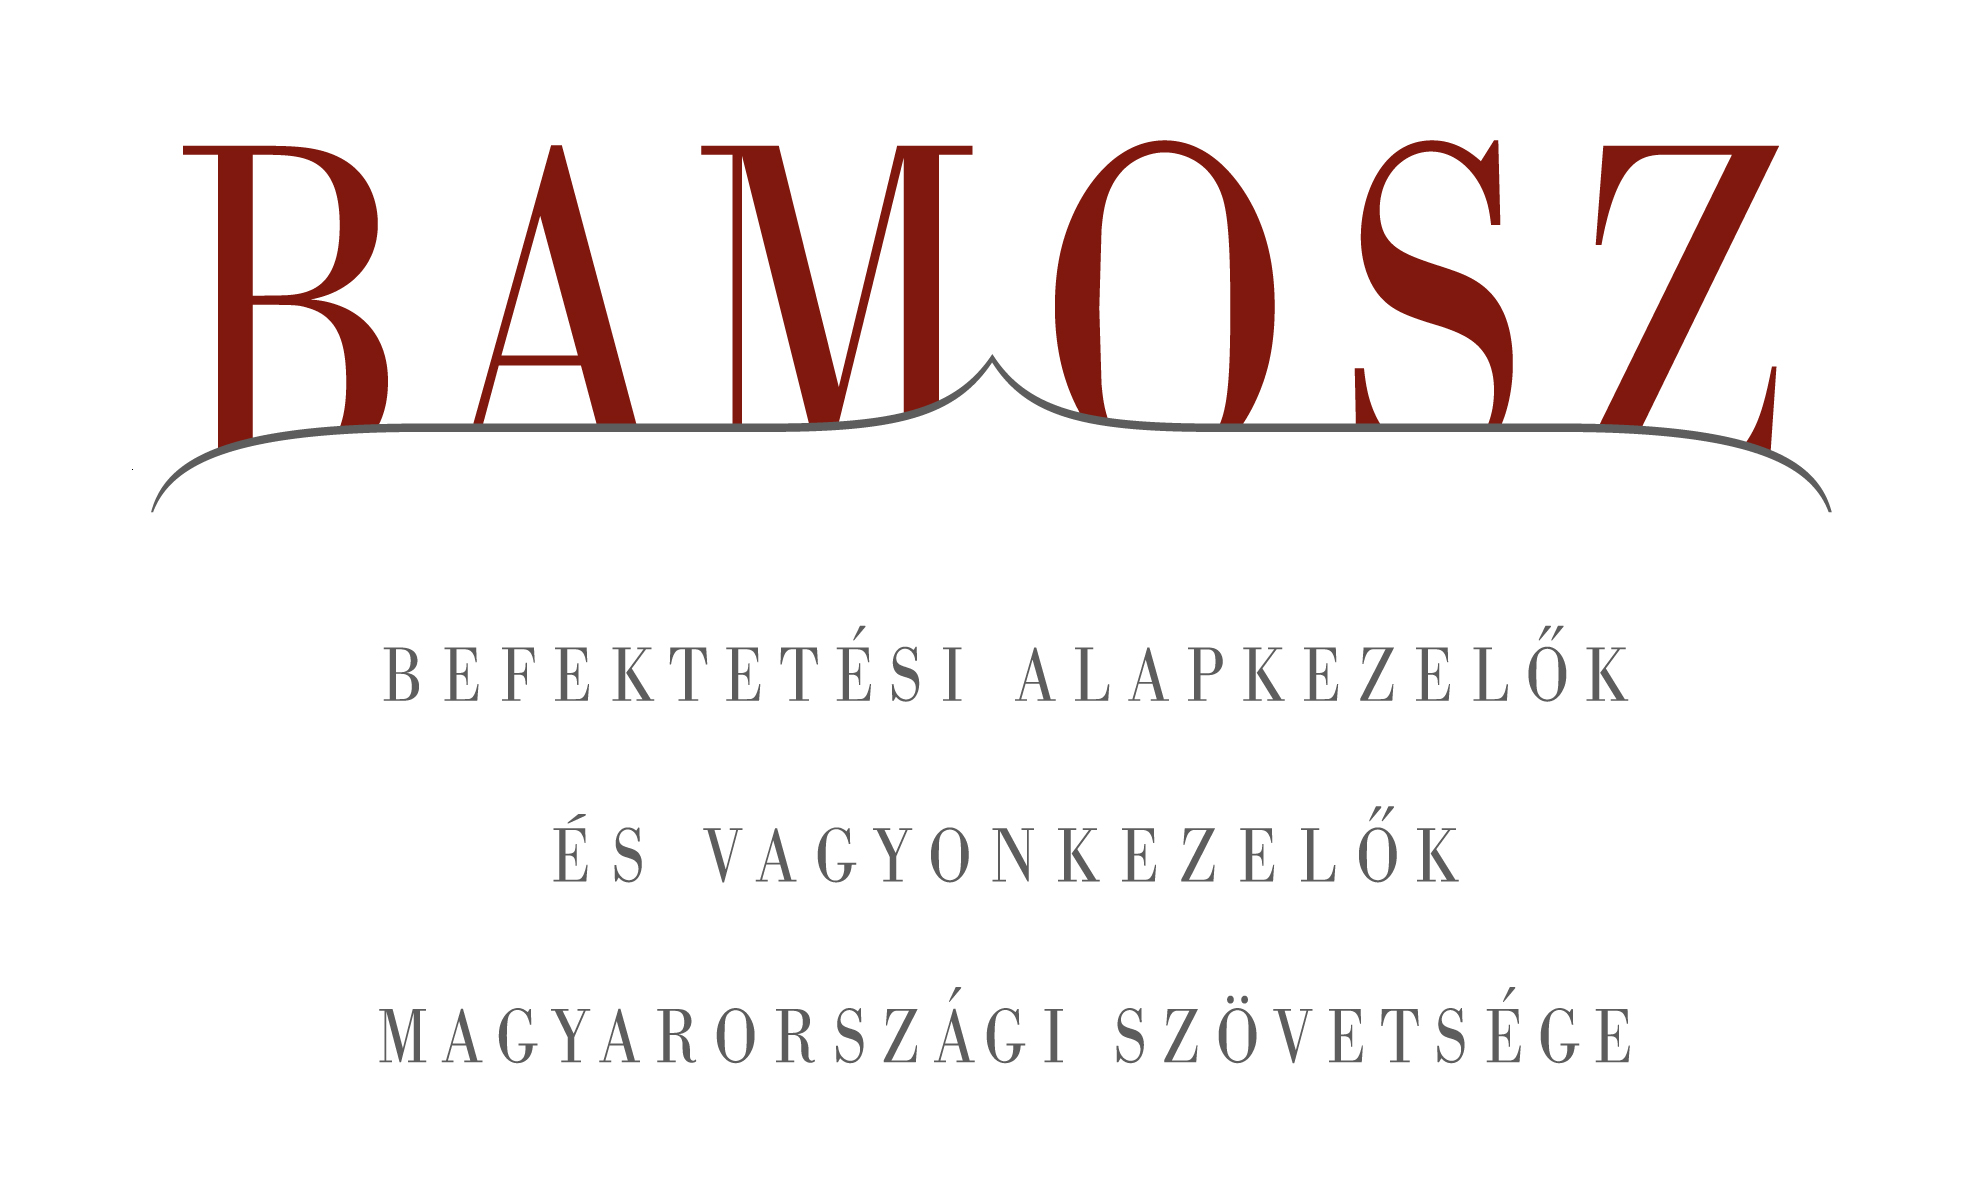 BAMOSZ
BEFEKTETÉSI ALAPKEZELŐK
ÉS VAGYONKEZELŐK
MAGYARORSZÁGI SZÖVETSÉGE